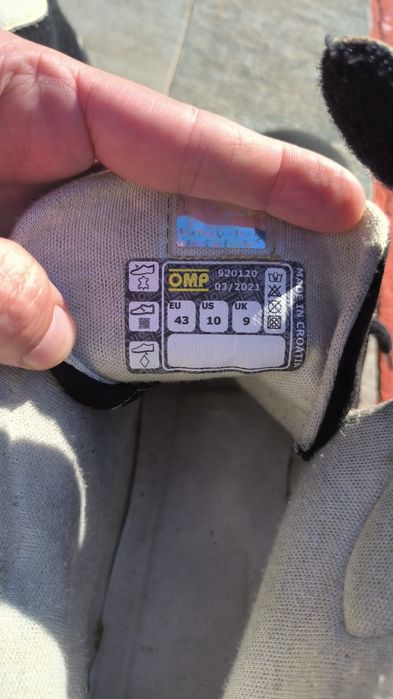 OMP 920120
03/2021
EU US UK
43 10 9
MADE IN CROATIA